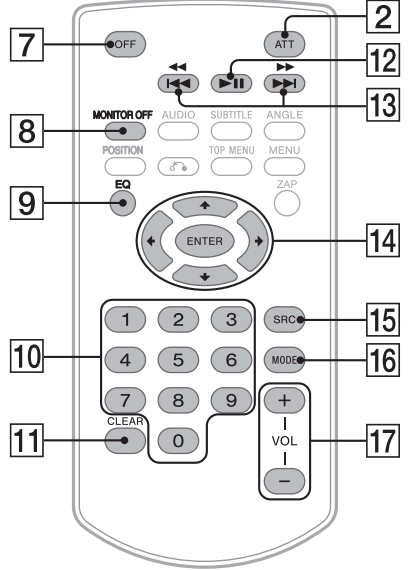 2
7
OFF
ATT
12
13
8
MONITOR OFF
AUDIO
SUBTITLE
ANGLE
POSITION
TOP MENU
MENU
9
EQ
ZAP
ENTER
14
1
2
3
SRC
15
10
4
5
6
MODE
16
7
8
9
+
11
CLEAR
0
VOL
17
−